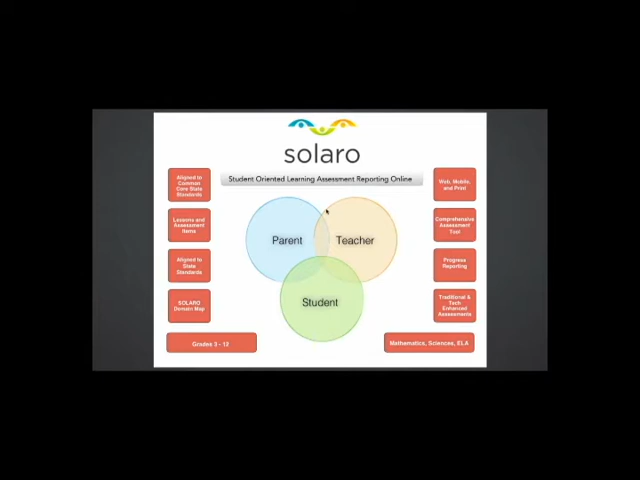 solaro
Student Oriented Learning Assessment Reporting Online
Aligned to
Common
Core State
Standards
Lessons and
Assessment
Items
Aligned to
State
Standards
SOLARO
Domain Map
Grades 3 - 12
Parent
Teacher
Student
Web, Mobile,
and Print
Comprehensive
Assessment
Tool
Progress
Reporting
Traditional &
Tech
Enhanced
Assessments
Mathematics, Sciences, ELA